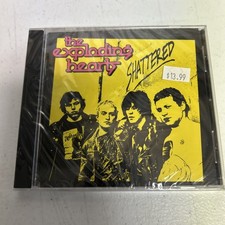 the
exploding
hearts
SHATTERED
$13.99